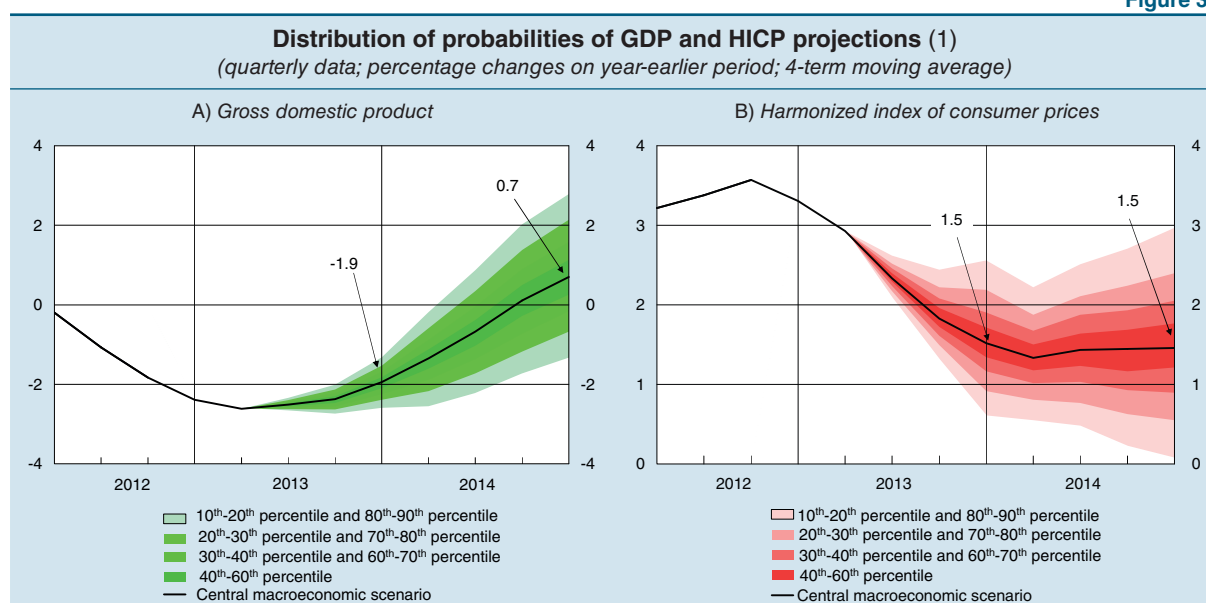 Figure 3
Distribution of probabilities of GDP and HICP projections (1)
(quarterly data; percentage changes on year-earlier period; 4-term moving average)
A) Gross domestic product
4 4
2 2
0 0
-2 -2
-4 -4
-1.9
0.7
2012 2013 2014
10th-20th percentile and 80th-90th percentile
20th-30th percentile and 70th-80th percentile
30th-40th percentile and 60th-70th percentile
40th-60th percentile
Central macroeconomic scenario
B) Harmonized index of consumer prices
4 4
3 3
2 2
1 1
0 0
1.5
1.5
2012 2013 2014
10th-20th percentile and 80th-90th percentile
20th-30th percentile and 70th-80th percentile
30th-40th percentile and 60th-70th percentile
40th-60th percentile
Central macroeconomic scenario